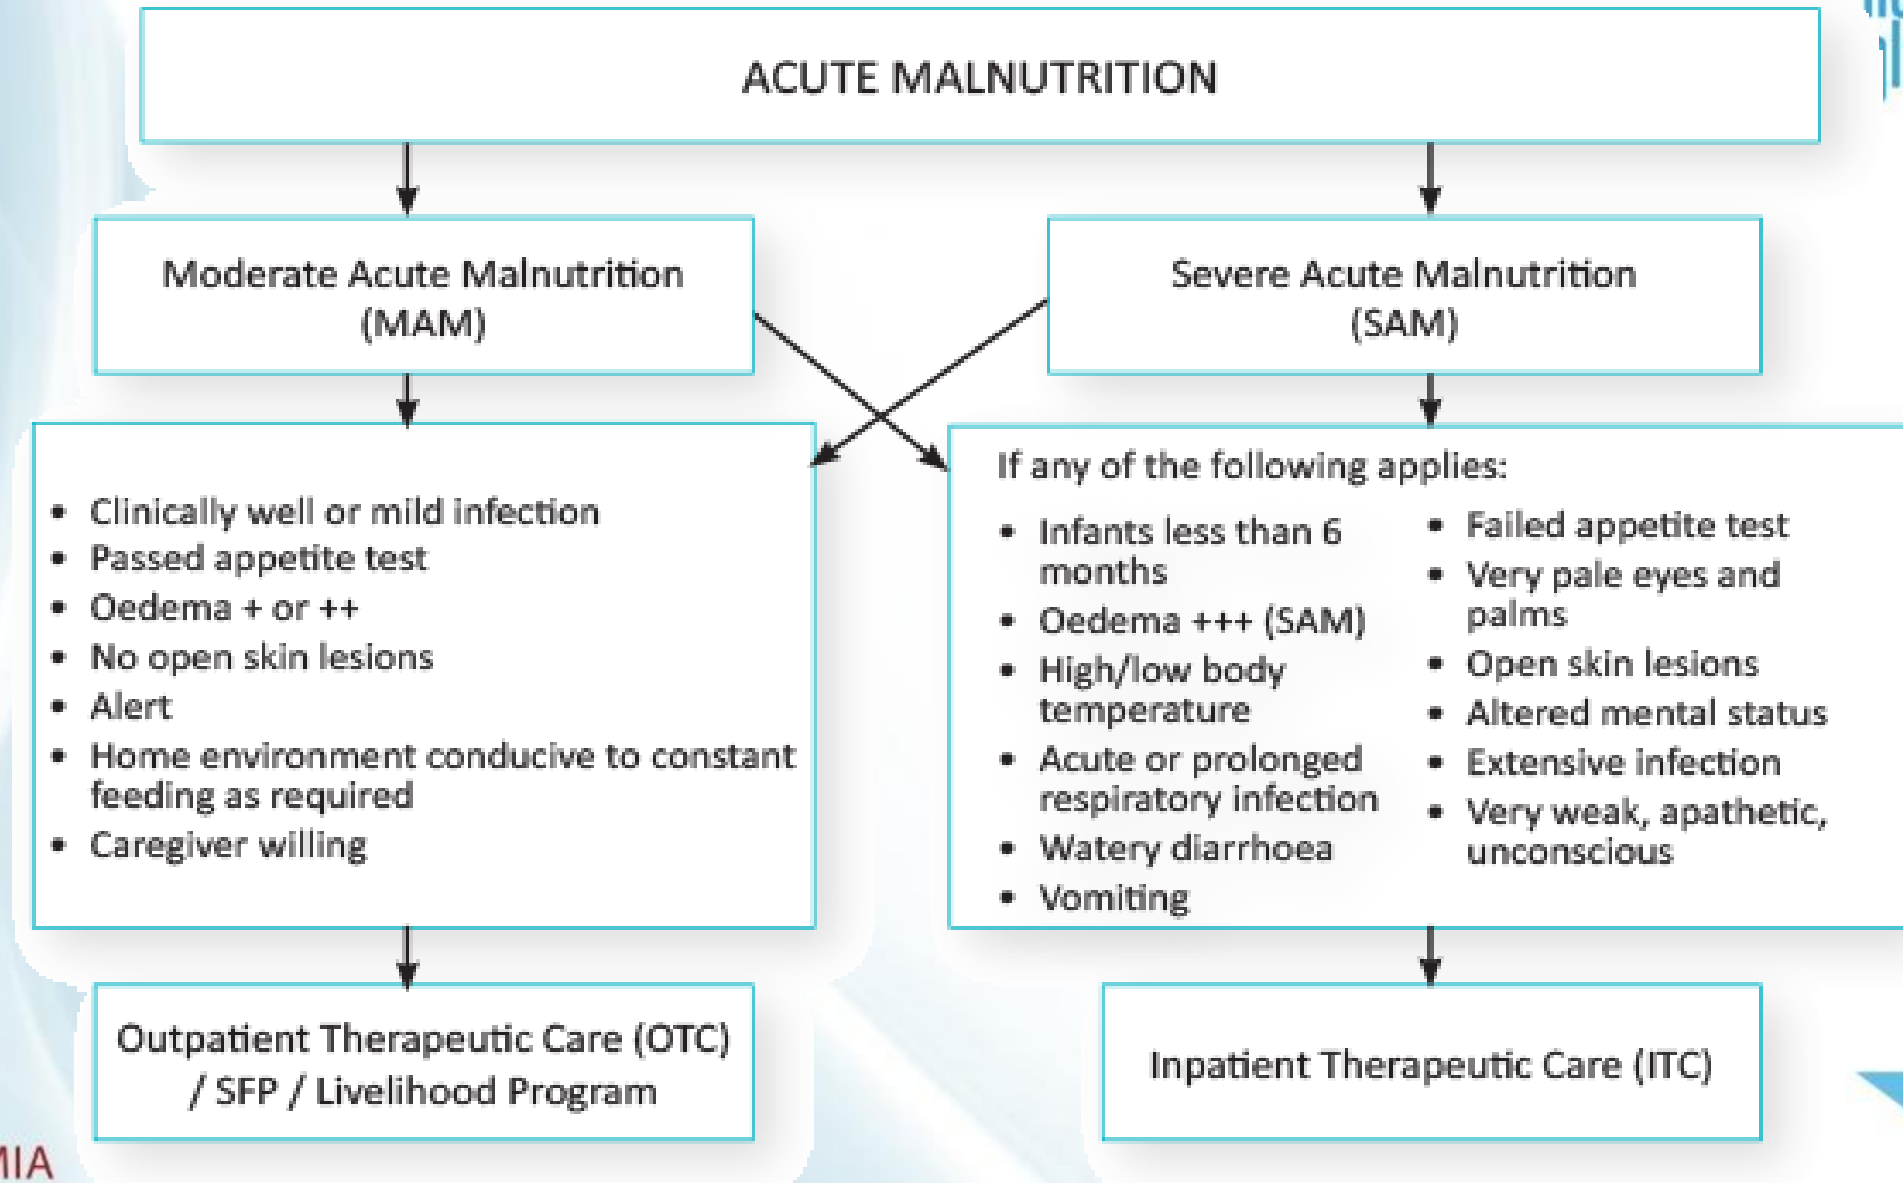 ACUTE MALNUTRITION
Moderate Acute Malnutrition
(MAM)
Severe Acute Malnutrition
(SAM)
• Clinically well or mild infection
• Passed appetite test
• Oedema + or ++
• No open skin lesions
• Alert
• Home environment conducive to constant
feeding as required
• Caregiver willing
If any of the following applies:
• Infants less than 6
months
• Oedema +++ (SAM)
• High/low body
temperature
• Acute or prolonged
respiratory infection
• Watery diarrhoea
• Vomiting
• Failed appetite test
• Very pale eyes and
palms
• Open skin lesions
• Altered mental status
• Extensive infection
• Very weak, apathetic,
unconscious
Outpatient Therapeutic Care (OTC)
/ SFP / Livelihood Program
Inpatient Therapeutic Care (ITC)
MIA